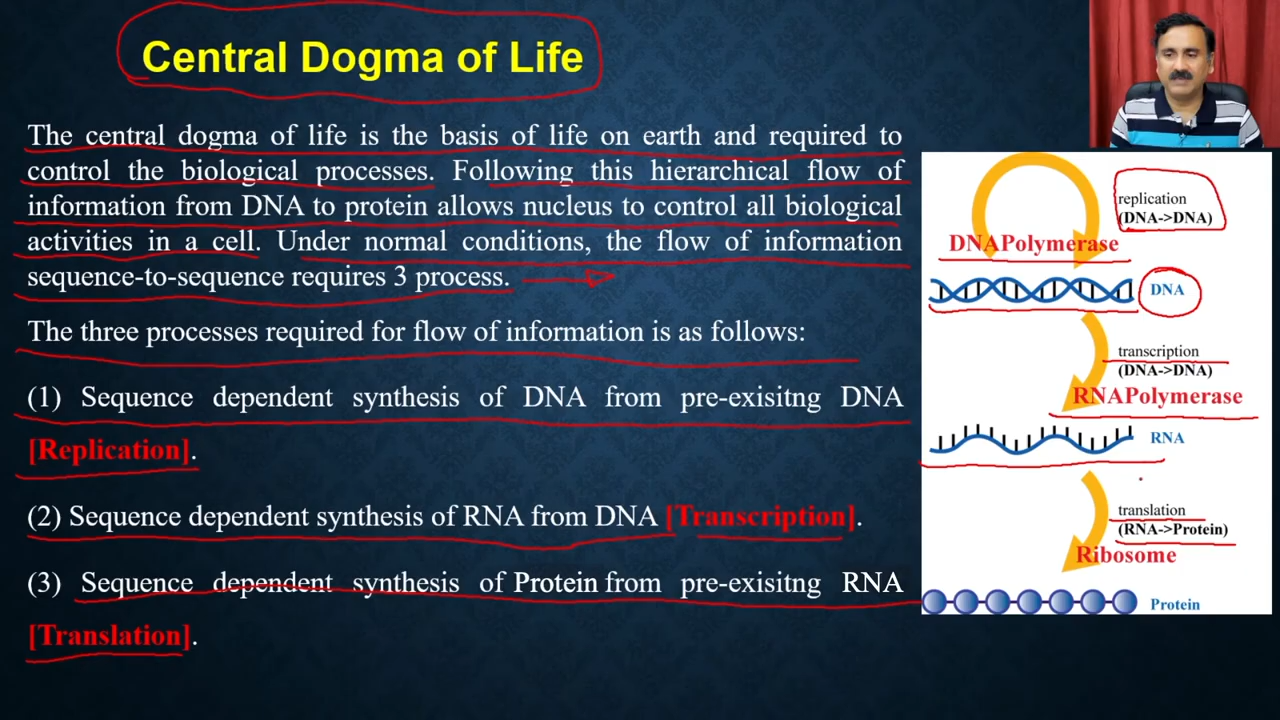 Central Dogma of Life
The central dogma of life is the basis of life on earth and required to
control the biological processes. Following this hierarchical flow of
information from DNA to protein allows nucleus to control all biological
activities in a cell. Under normal conditions, the flow of information
sequence-to-sequence requires 3 process.
The three processes required for flow of information is as follows:
(1) Sequence dependent synthesis of DNA from pre-exisitng DNA
[Replication].
(2) Sequence dependent synthesis of RNA from DNA [Transcription].
(3) Sequence dependent synthesis of Protein from pre-exisitng RNA
[Translation].
replication
(DNA->DNA)
DNAPolymerase
DNA
transcription
(DNA->DNA)
RNAPolymerase
RNA
translation
(RNA->Protein)
Ribosome
Protein